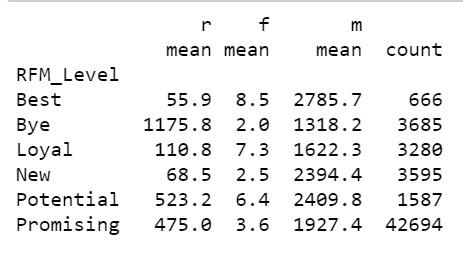 r f m
mean mean mean count
RFM_Level
Best 55.9 8.5 2785.7 666
Bye 1175.8 2.0 1318.2 3685
Loyal 110.8 7.3 1622.3 3280
New 68.5 2.5 2394.4 3595
Potential 523.2 6.4 2409.8 1587
Promising 475.0 3.6 1927.4 42694